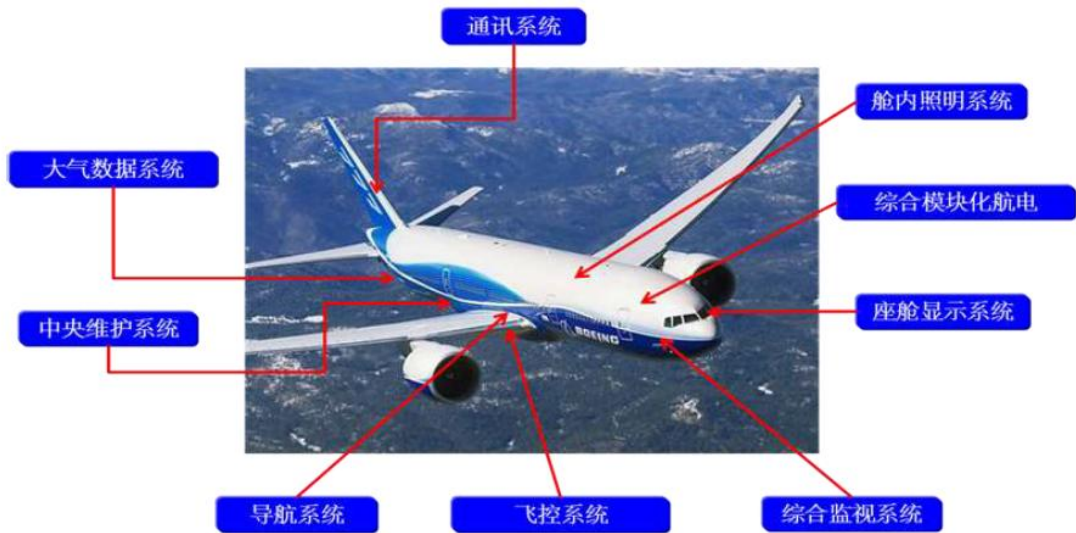 通讯系统
舱内照明系统
大气数据系统
综合模块化航电
座舱显示系统
中央维护系统
BOEING
导航系统
飞控系统
综合监视系统